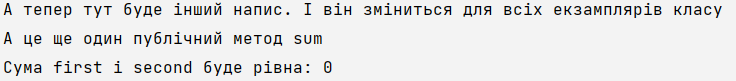 А тепер тут буде інший напис. І він зміниться для всіх екзамплярів класу
А це ще один публічний метод sum
Сума first і second буде рівна: 0